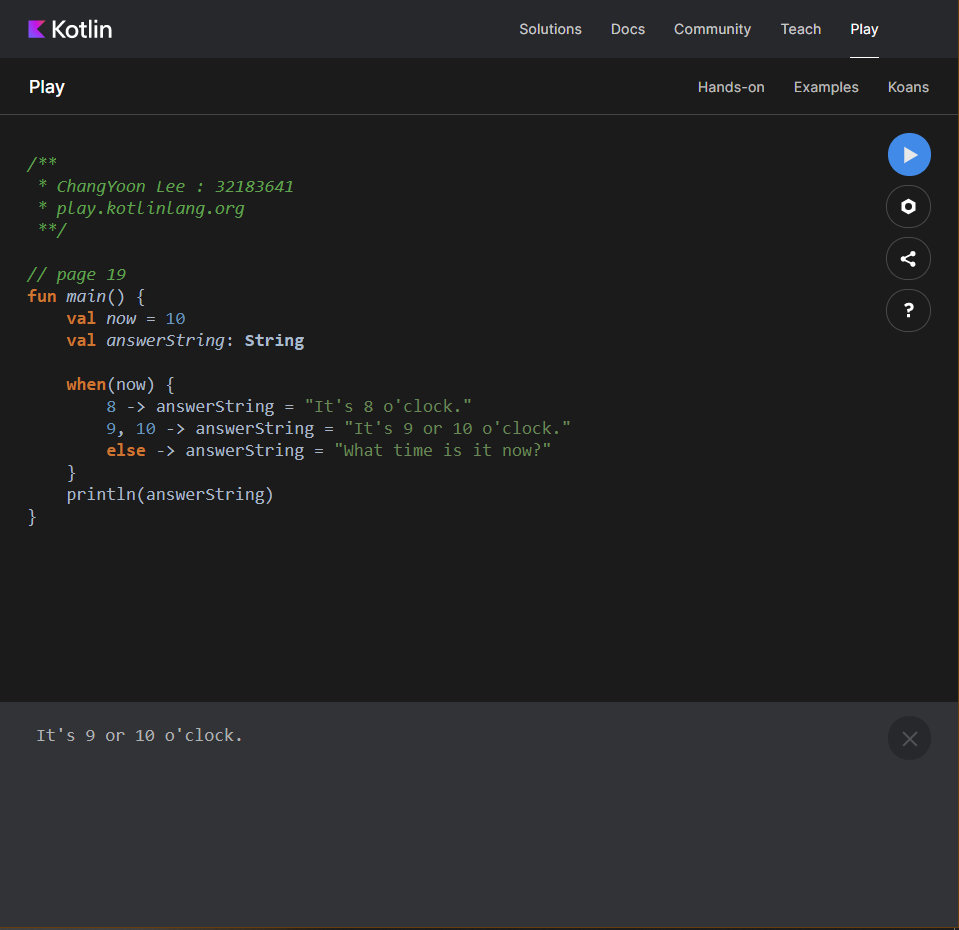 Kotlin Solutions Docs Community Teach Play
Play Hands-on Examples Koans
/**
 * ChangYoon Lee : 32183641
 * play.kotlinlang.org
 **/
// page 19
fun main() {
    val now = 10
    val answerString: String
    when(now) {
        8 -> answerString = "It's 8 o'clock."
        9, 10 -> answerString = "It's 9 or 10 o'clock."
        else -> answerString = "What time is it now?"
    }
    println(answerString)
}
?
It's 9 or 10 o'clock.